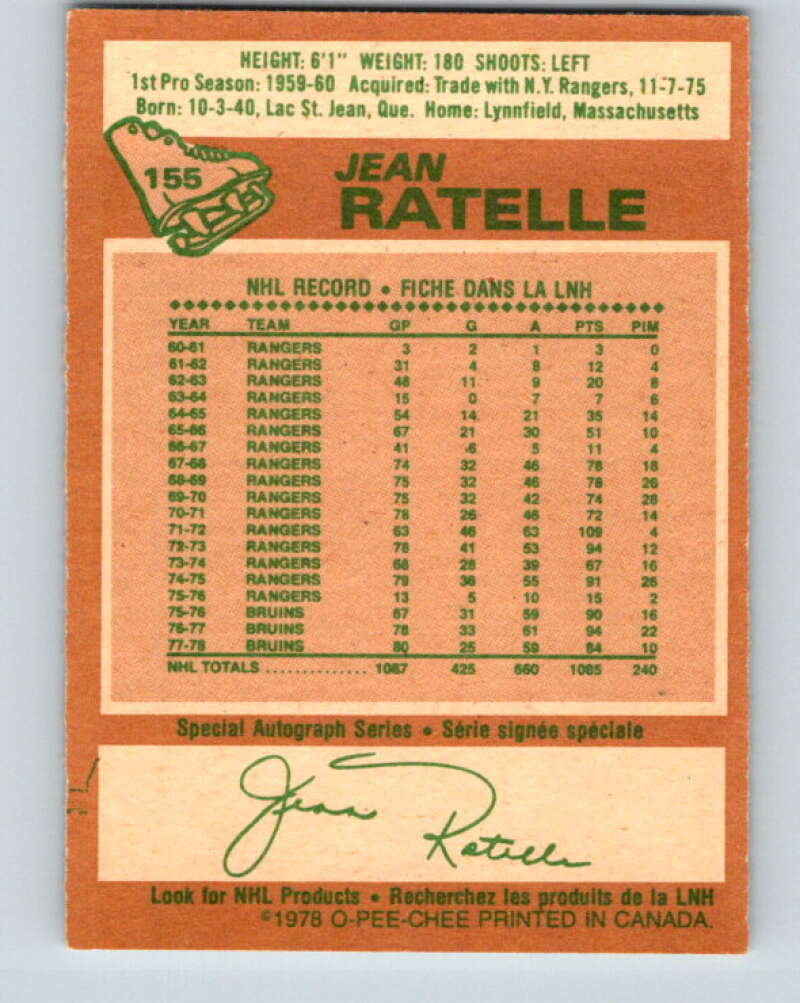 HEIGHT: 6'1" WEIGHT: 180 SHOOTS: LEFT
1st Pro Season: 1959-60 Acquired: Trade with N.Y. Rangers, 11-7-75
Born: 10-3-40, Lac St. Jean, Que. Home: Lynnfield, Massachusetts
155
JEAN
RATELLE
NHL RECORD • FICHE DANS LA LNH
YEAR TEAM GP G A PTS PIM
60-61 RANGERS 3 2 1 3 0
61-62 RANGERS 31 4 8 12 4
62-63 RANGERS 48 11 9 20 8
63-64 RANGERS 15 0 7 7 6
64-65 RANGERS 54 14 21 35 14
65-66 RANGERS 67 21 30 51 10
66-67 RANGERS 41 6 5 11 4
67-68 RANGERS 74 32 46 78 18
68-69 RANGERS 75 32 46 78 26
69-70 RANGERS 75 32 42 74 28
70-71 RANGERS 78 26 46 72 14
71-72 RANGERS 63 46 63 109 4
72-73 RANGERS 78 41 53 94 12
73-74 RANGERS 68 28 39 67 16
74-75 RANGERS 79 36 55 91 26
75-76 RANGERS 13 5 10 15 2
75-76 BRUINS 67 31 59 90 16
76-77 BRUINS 78 33 61 94 22
77-78 BRUINS 80 25 59 84 10
NHL TOTALS .............. 1087 425 660 1085 240
Special Autograph Series • Série signée spéciale
Jean Ratelle
Look for NHL Products • Recherchez les produits de la LNH
©1978 O-PEE-CHEE PRINTED IN CANADA.